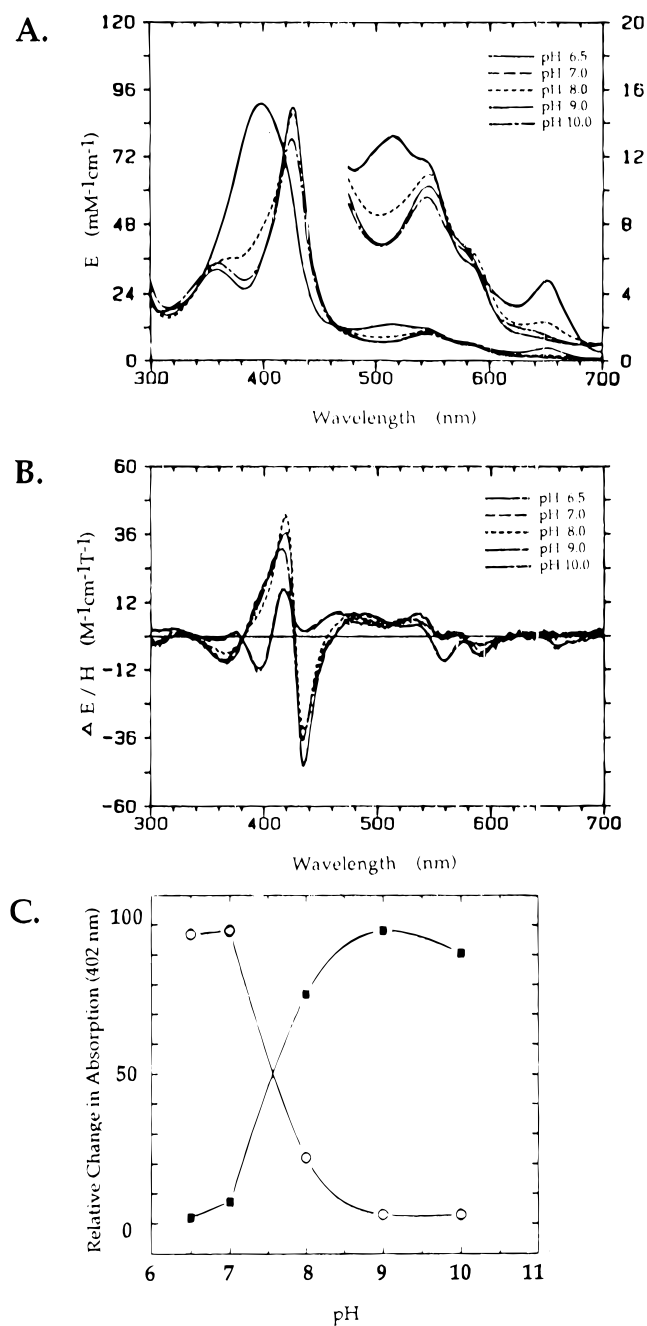 A.
120
96
72
48
24
0
E (mM-1cm-1)
20
16
12
8
4
0
pH 6.5
pH 7.0
pH 8.0
pH 9.0
pH 10.0
300 400 500 600 700
Wavelength (nm)
B.
60
36
12
-12
-36
-60
Δ E / H (M-1cm-1T-1)
pH 6.5
pH 7.0
pH 8.0
pH 9.0
pH 10.0
300 400 500 600 700
Wavelength (nm)
C.
100
50
0
Relative Change in Absorption (402 nm)
6 7 8 9 10 11
pH